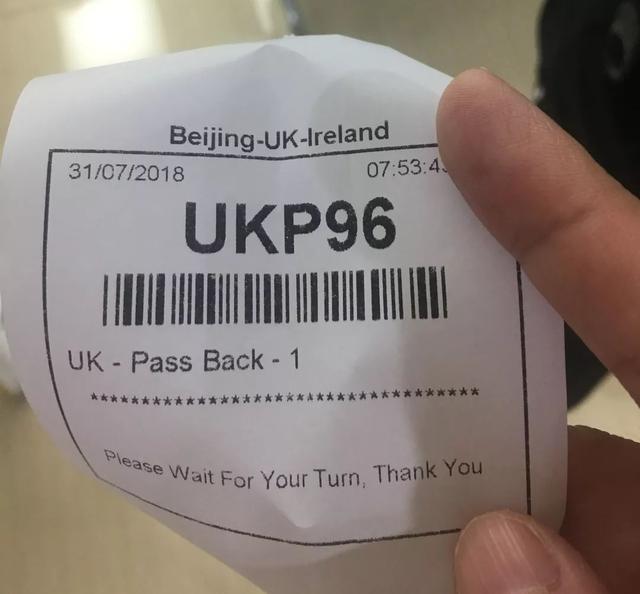 Beijing-UK-Ireland
31/07/2018 07:53:4
UKP96
UK - Pass Back - 1
**********************************
Please Wait For Your Turn, Thank You